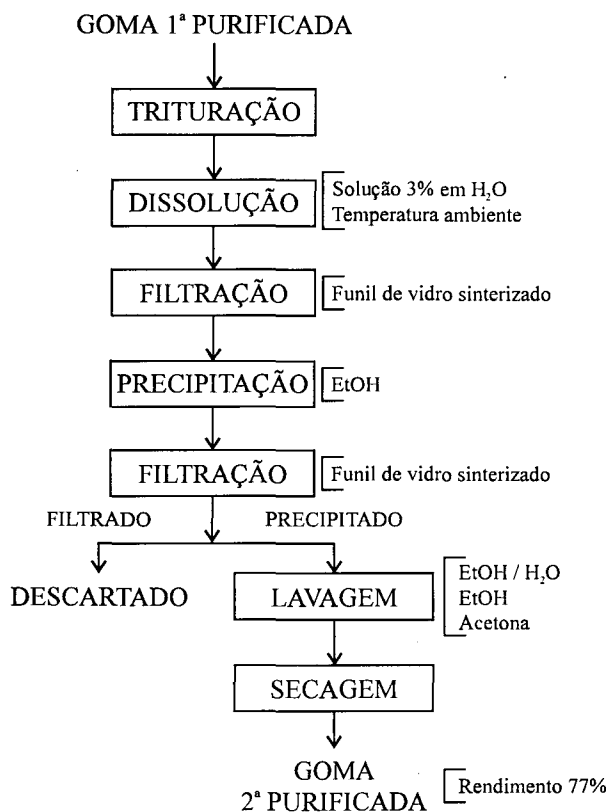 GOMA 1ª PURIFICADA
TRITURAÇÃO
DISSOLUÇÃO
Solução 3% em H₂O
Temperatura ambiente
FILTRAÇÃO
Funil de vidro sinterizado
PRECIPITAÇÃO
EtOH
FILTRAÇÃO
Funil de vidro sinterizado
FILTRADO
PRECIPITADO
DESCARTADO
LAVAGEM
EtOH / H₂O
EtOH
Acetona
SECAGEM
GOMA
2ª PURIFICADA
Rendimento 77%